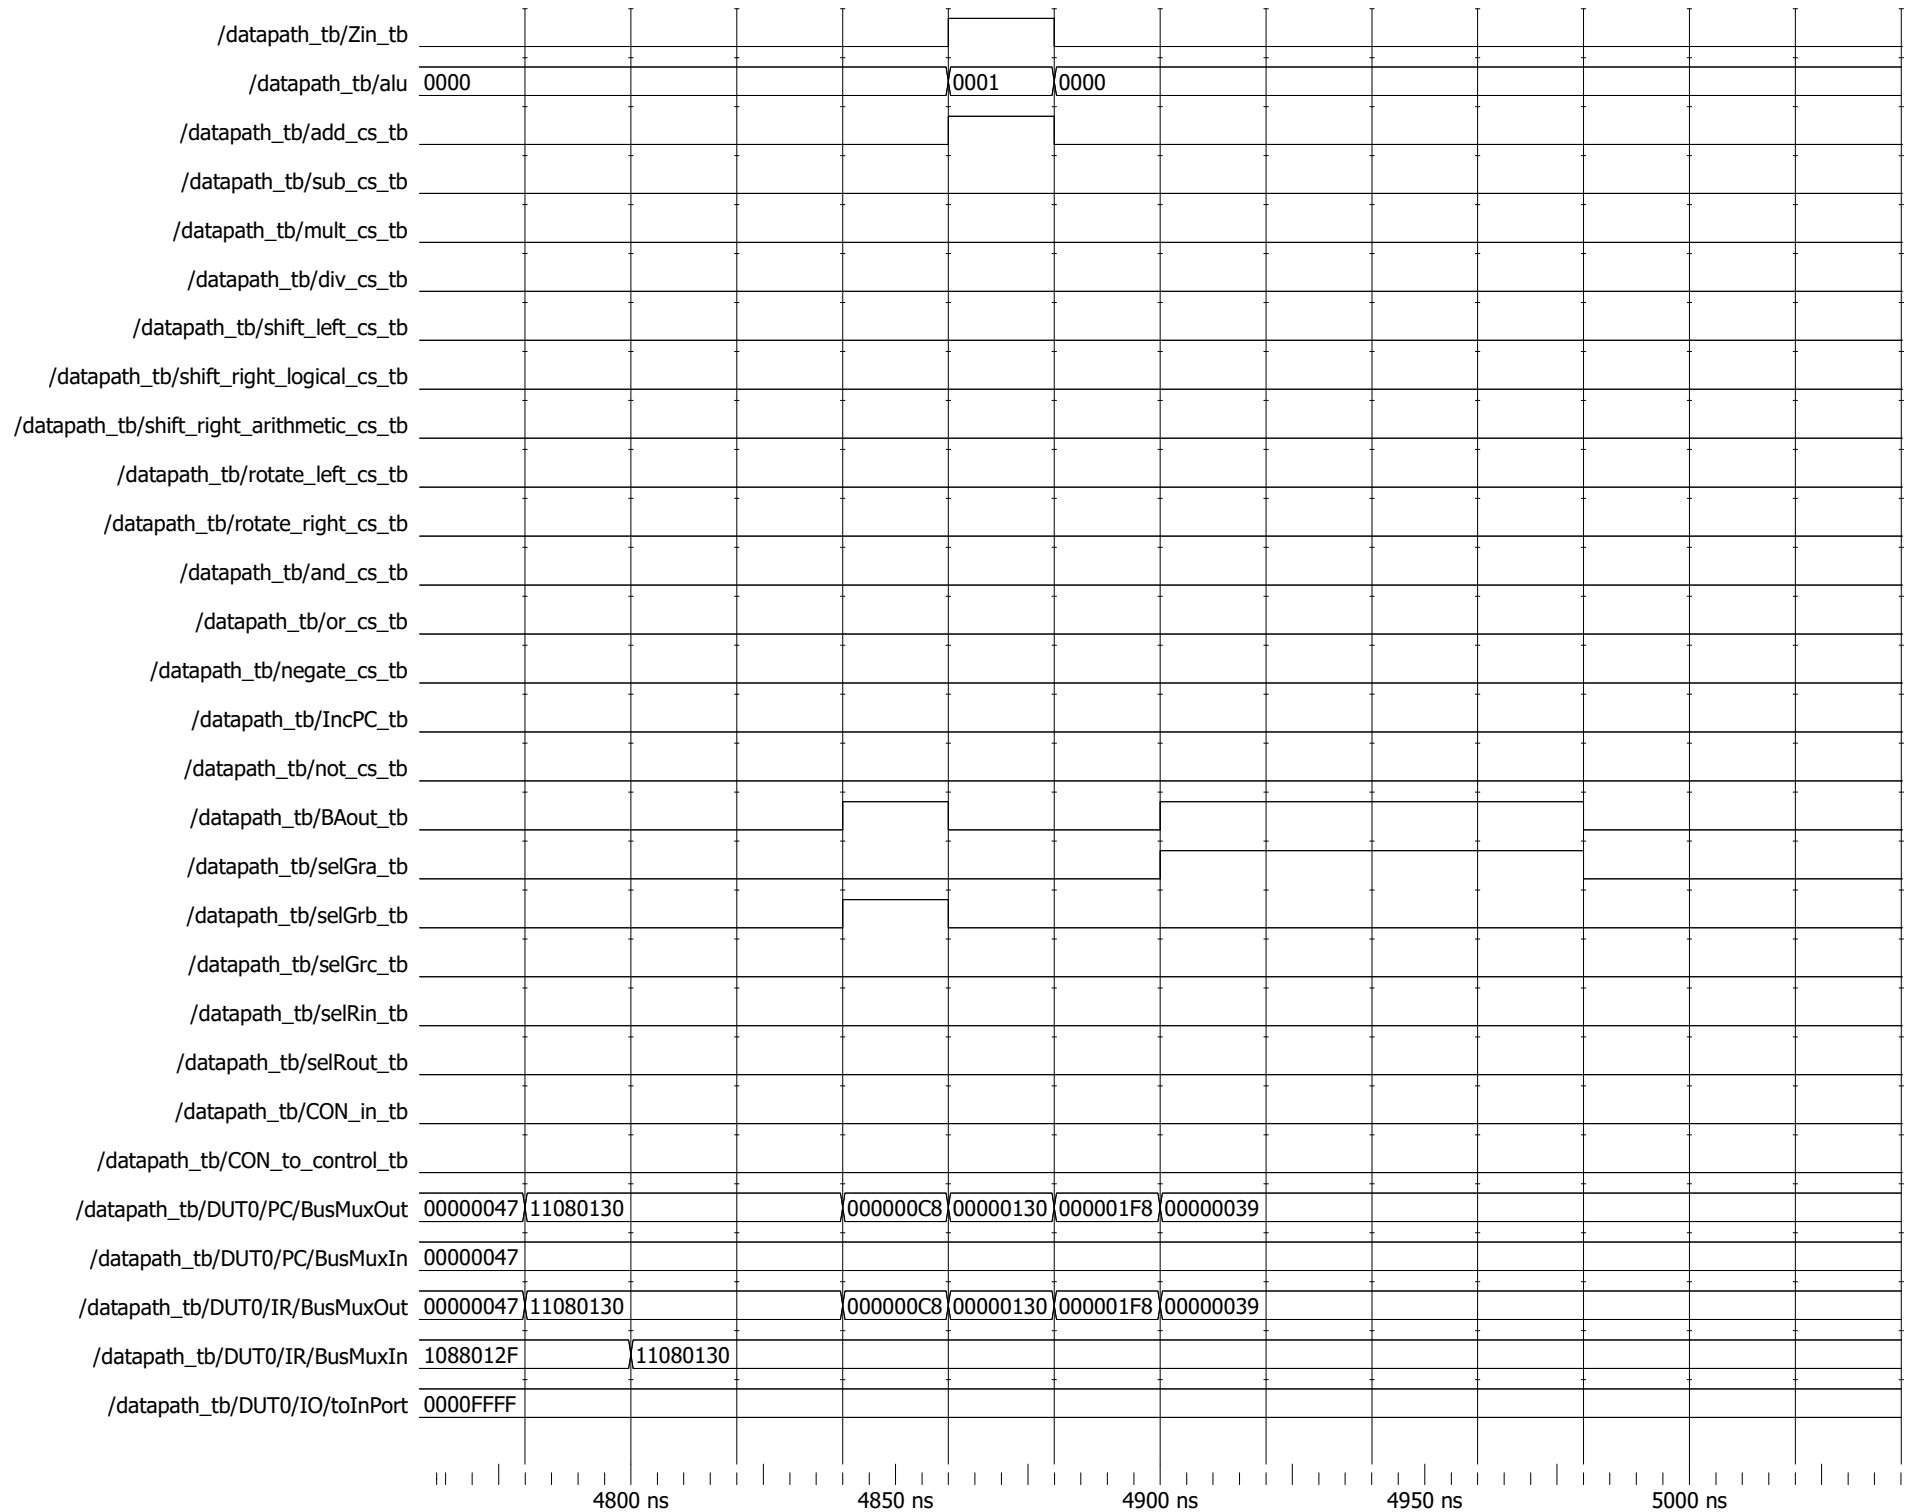 /datapath_tb/Zin_tb
/datapath_tb/alu 0000 0001 0000
/datapath_tb/add_cs_tb
/datapath_tb/sub_cs_tb
/datapath_tb/mult_cs_tb
/datapath_tb/div_cs_tb
/datapath_tb/shift_left_cs_tb
/datapath_tb/shift_right_logical_cs_tb
/datapath_tb/shift_right_arithmetic_cs_tb
/datapath_tb/rotate_left_cs_tb
/datapath_tb/rotate_right_cs_tb
/datapath_tb/and_cs_tb
/datapath_tb/or_cs_tb
/datapath_tb/negate_cs_tb
/datapath_tb/IncPC_tb
/datapath_tb/not_cs_tb
/datapath_tb/BAout_tb
/datapath_tb/selGra_tb
/datapath_tb/selGrb_tb
/datapath_tb/selGrc_tb
/datapath_tb/selRin_tb
/datapath_tb/selRout_tb
/datapath_tb/CON_in_tb
/datapath_tb/CON_to_control_tb
/datapath_tb/DUT0/PC/BusMuxOut 00000047 11080130 000000C8 00000130 000001F8 00000039
/datapath_tb/DUT0/PC/BusMuxIn 00000047
/datapath_tb/DUT0/IR/BusMuxOut 00000047 11080130 000000C8 00000130 000001F8 00000039
/datapath_tb/DUT0/IR/BusMuxIn 1088012F 11080130
/datapath_tb/DUT0/IO/toInPort 0000FFFF
4800 ns 4850 ns 4900 ns 4950 ns 5000 ns